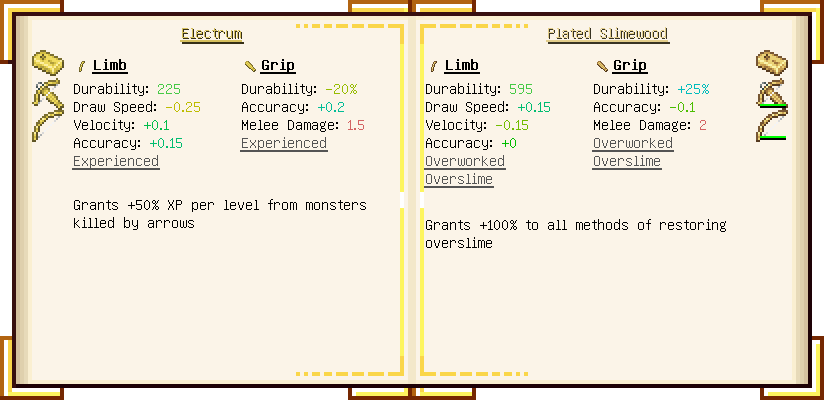 Electrum
Limb
Durability: 225
Draw Speed: -0.25
Velocity: +0.1
Accuracy: +0.15
Experienced
Grip
Durability: -20%
Accuracy: +0.2
Melee Damage: 1.5
Experienced
Grants +50% XP per level from monsters
killed by arrows
Plated Slimewood
Limb
Durability: 595
Draw Speed: +0.15
Velocity: -0.15
Accuracy: +0
Overworked
Overslime
Grip
Durability: +25%
Accuracy: -0.1
Melee Damage: 2
Overworked
Overslime
Grants +100% to all methods of restoring
overslime